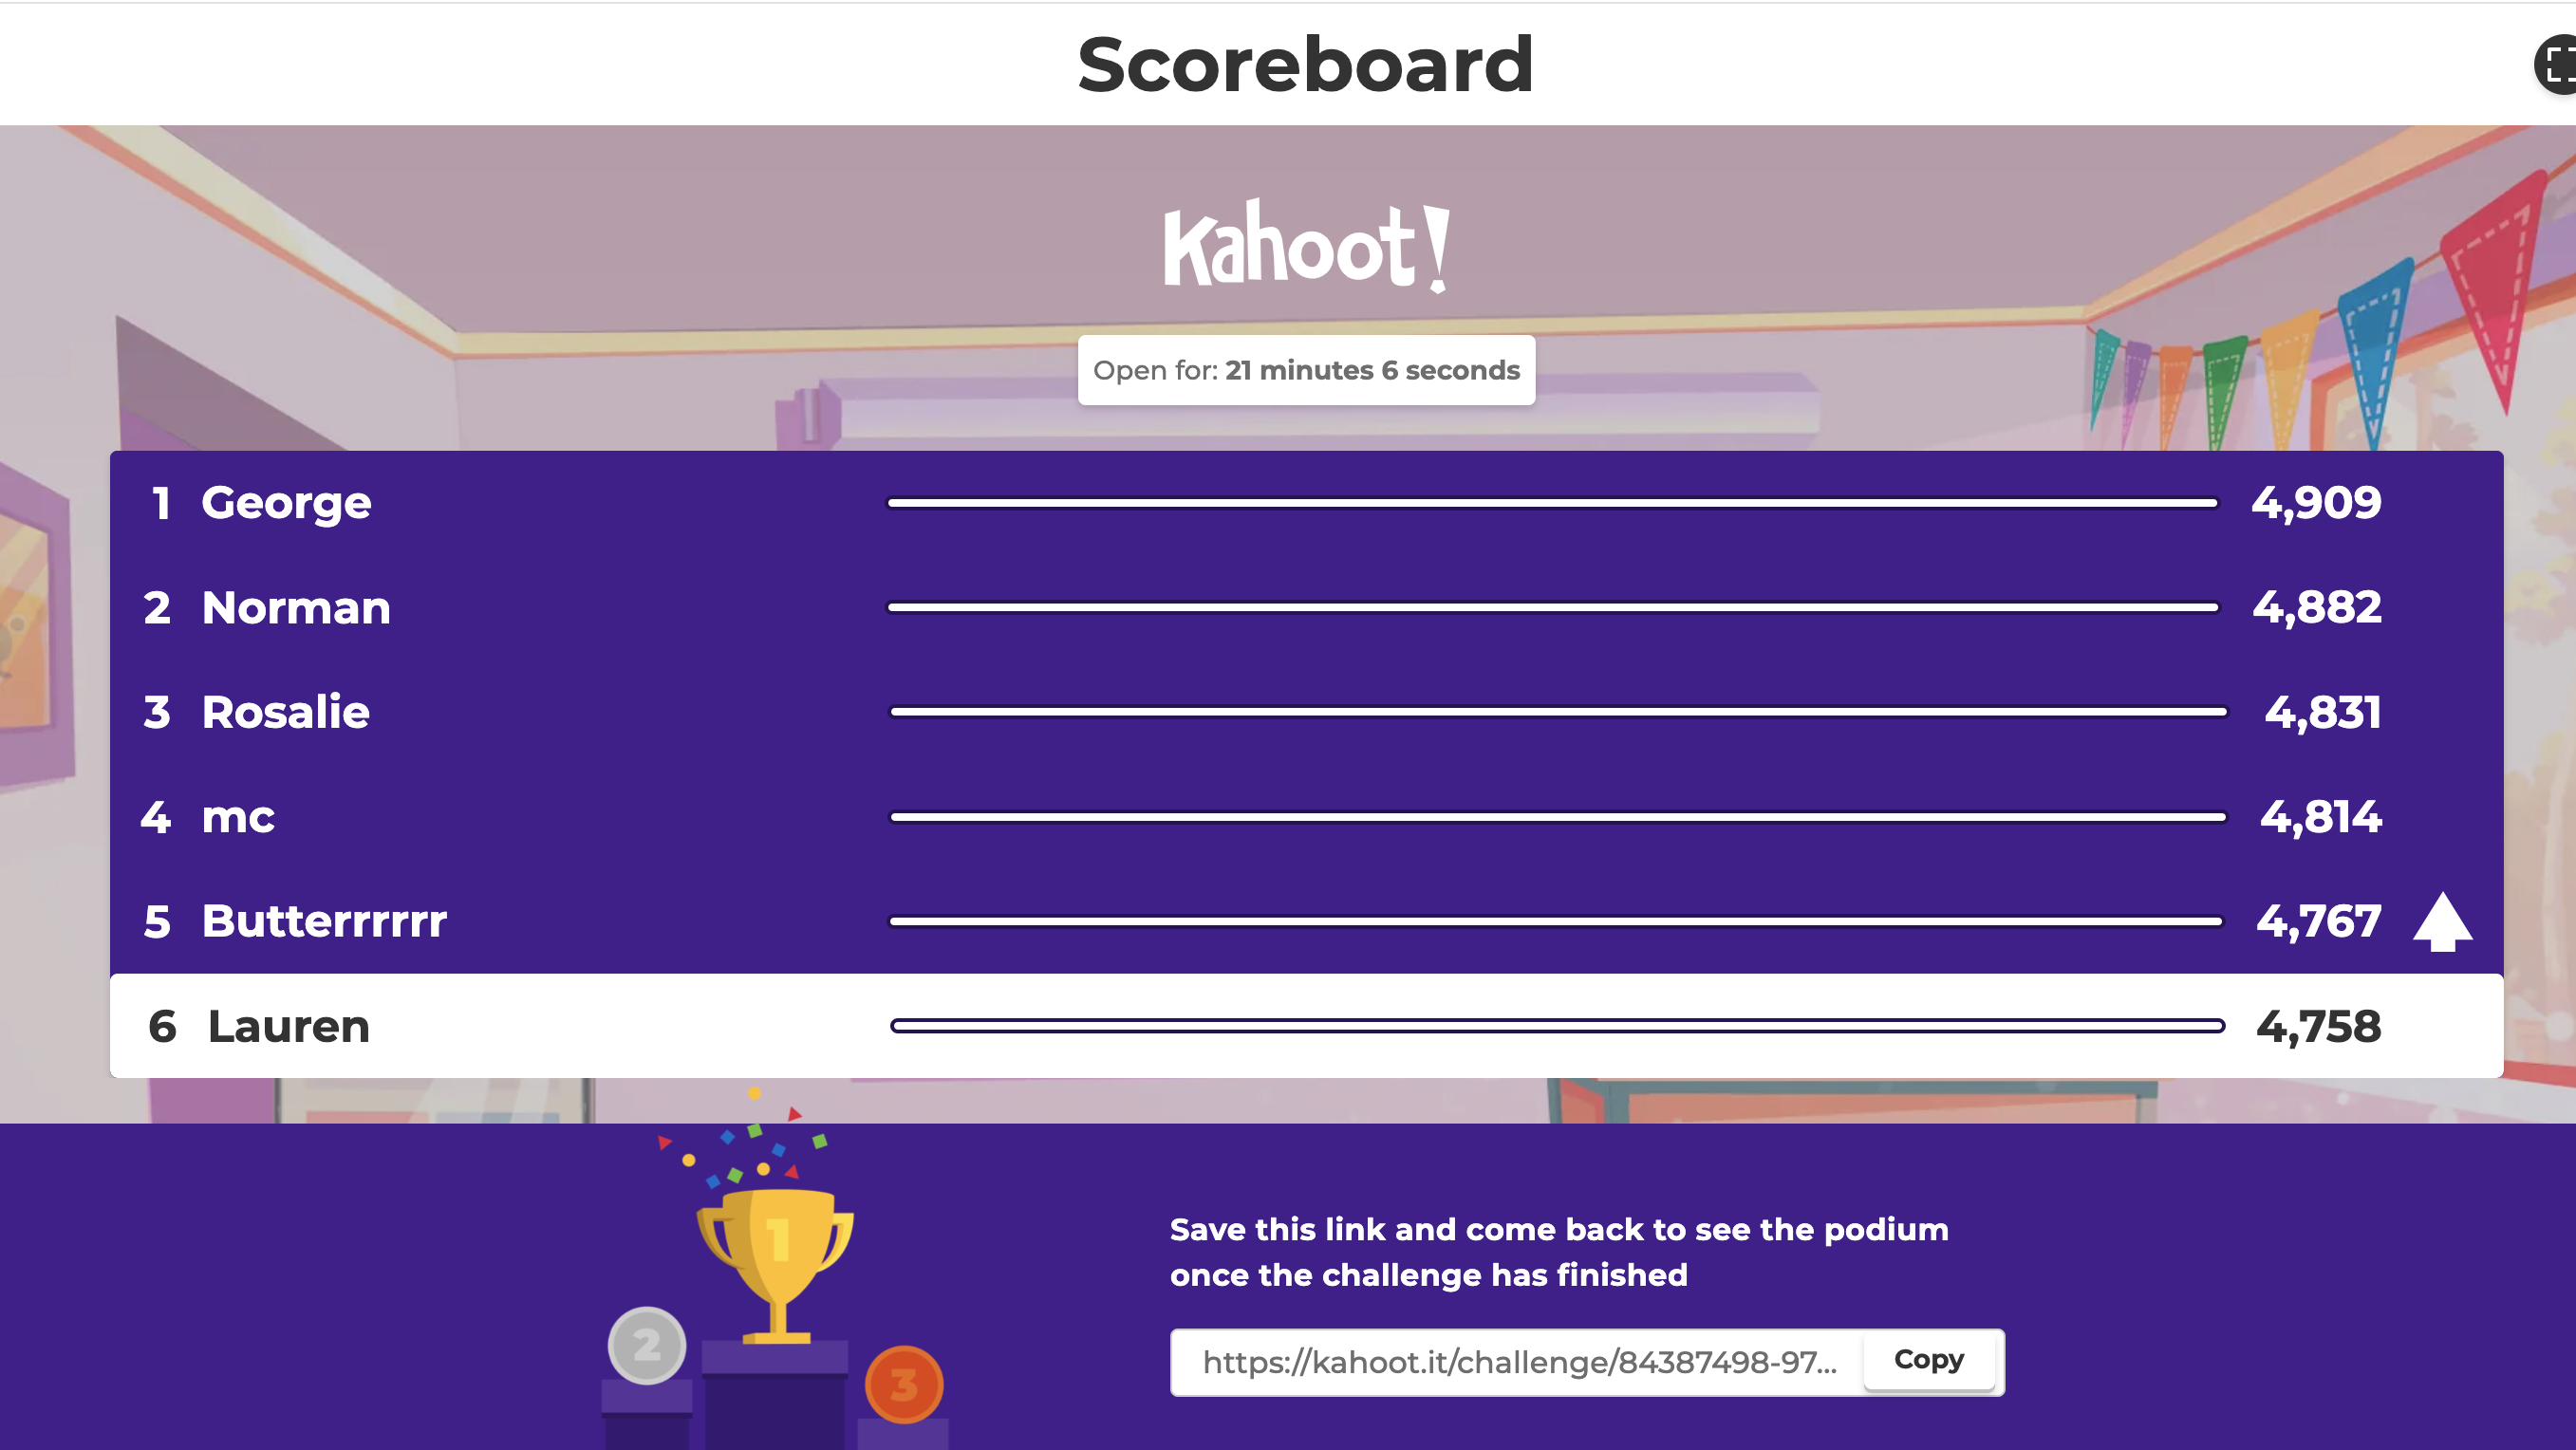 Scoreboard
Kahoot!
Open for: 21 minutes 6 seconds
1 George 4,909
2 Norman 4,882
3 Rosalie 4,831
4 mc 4,814
5 Butterrrrrr 4,767
6 Lauren 4,758
1
2
3
Save this link and come back to see the podium
once the challenge has finished
https://kahoot.it/challenge/84387498-97... Copy